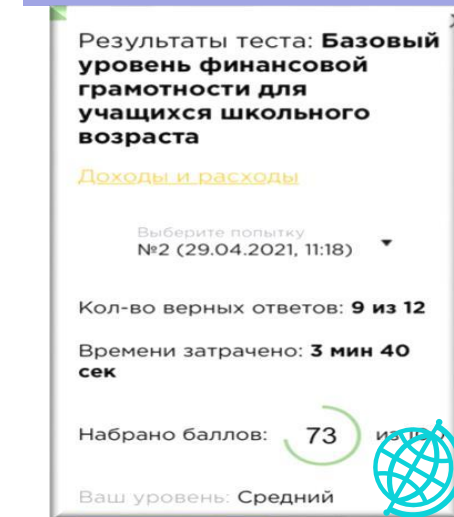 Результаты теста: Базовый
уровень финансовой
грамотности для
учащихся школьного
возраста
Доходы и расходы
Выберите попытку
№2 (29.04.2021, 11:18)
Кол-во верных ответов: 9 из 12
Времени затрачено: 3 мин 40
сек
Набрано баллов: 73 из
Ваш уровень: Средний